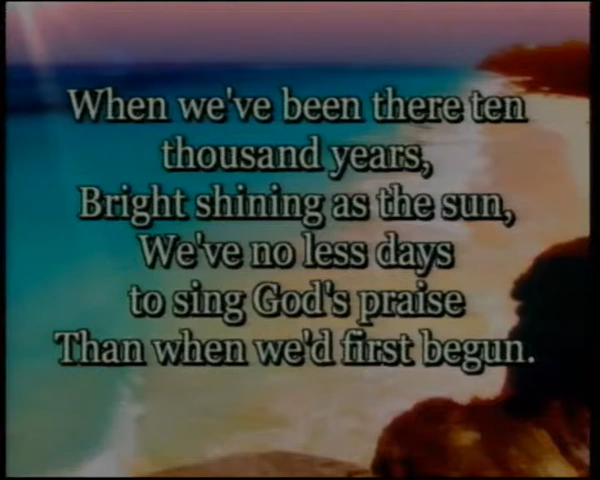 When we've been there ten
thousand years,
Bright shining as the sun,
We've no less days
to sing God's praise
Than when we'd first begun.